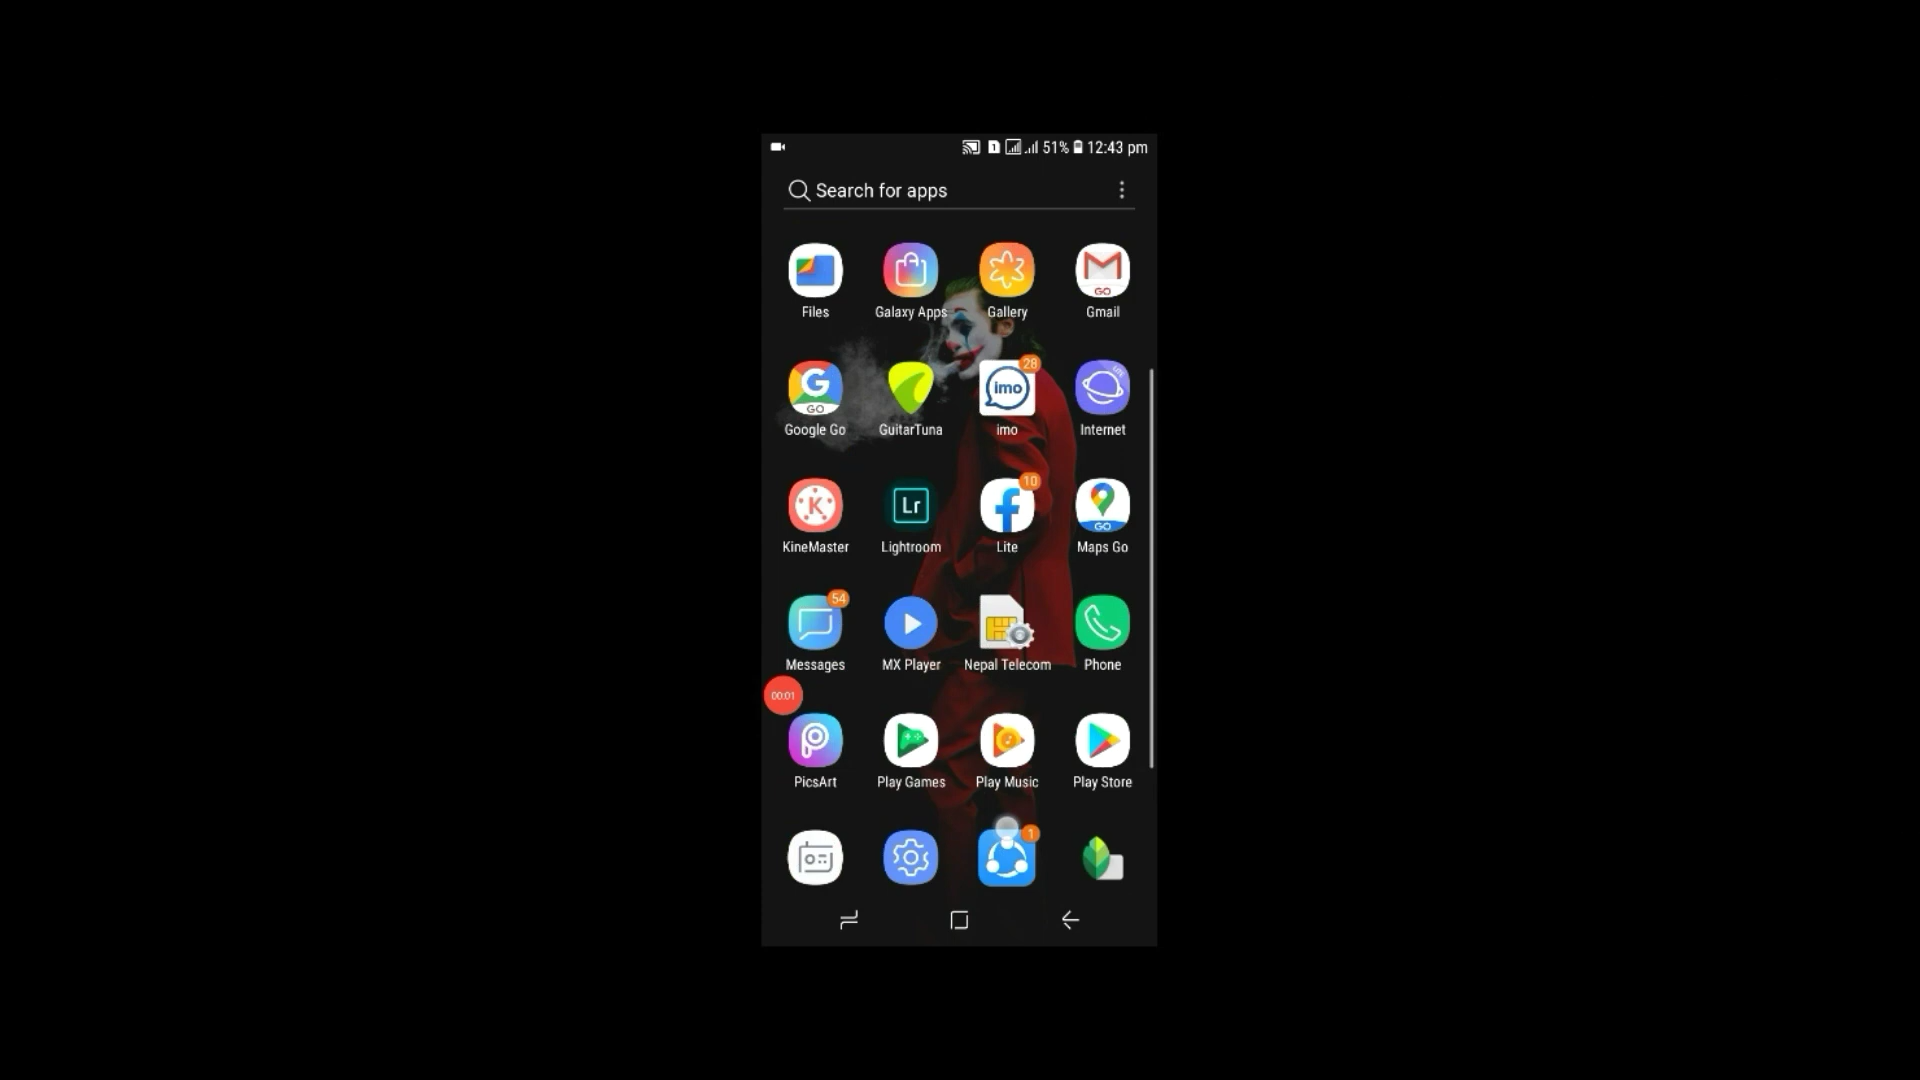 1 51% 12:43 pm
Search for apps
GO
Files Galaxy Apps Gallery Gmail
28
G imo LITE
GO
Google Go GuitarTuna imo Internet
10
K Lr f
GO
KineMaster Lightroom Lite Maps Go
54
Messages MX Player Nepal Telecom Phone
00:01
PicsArt Play Games Play Music Play Store
1